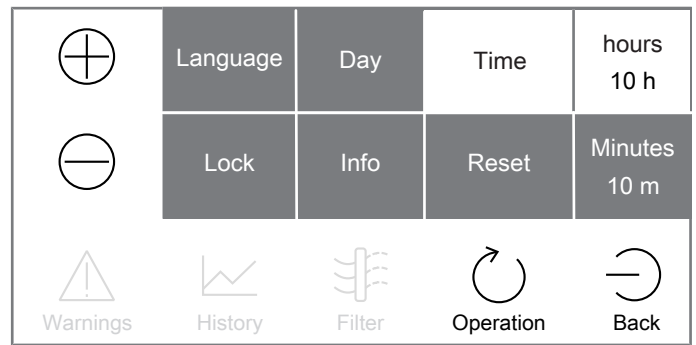 Language
Day
Time
hours
10 h
Lock
Info
Reset
Minutes
10 m
Warnings
History
Filter
Operation
Back